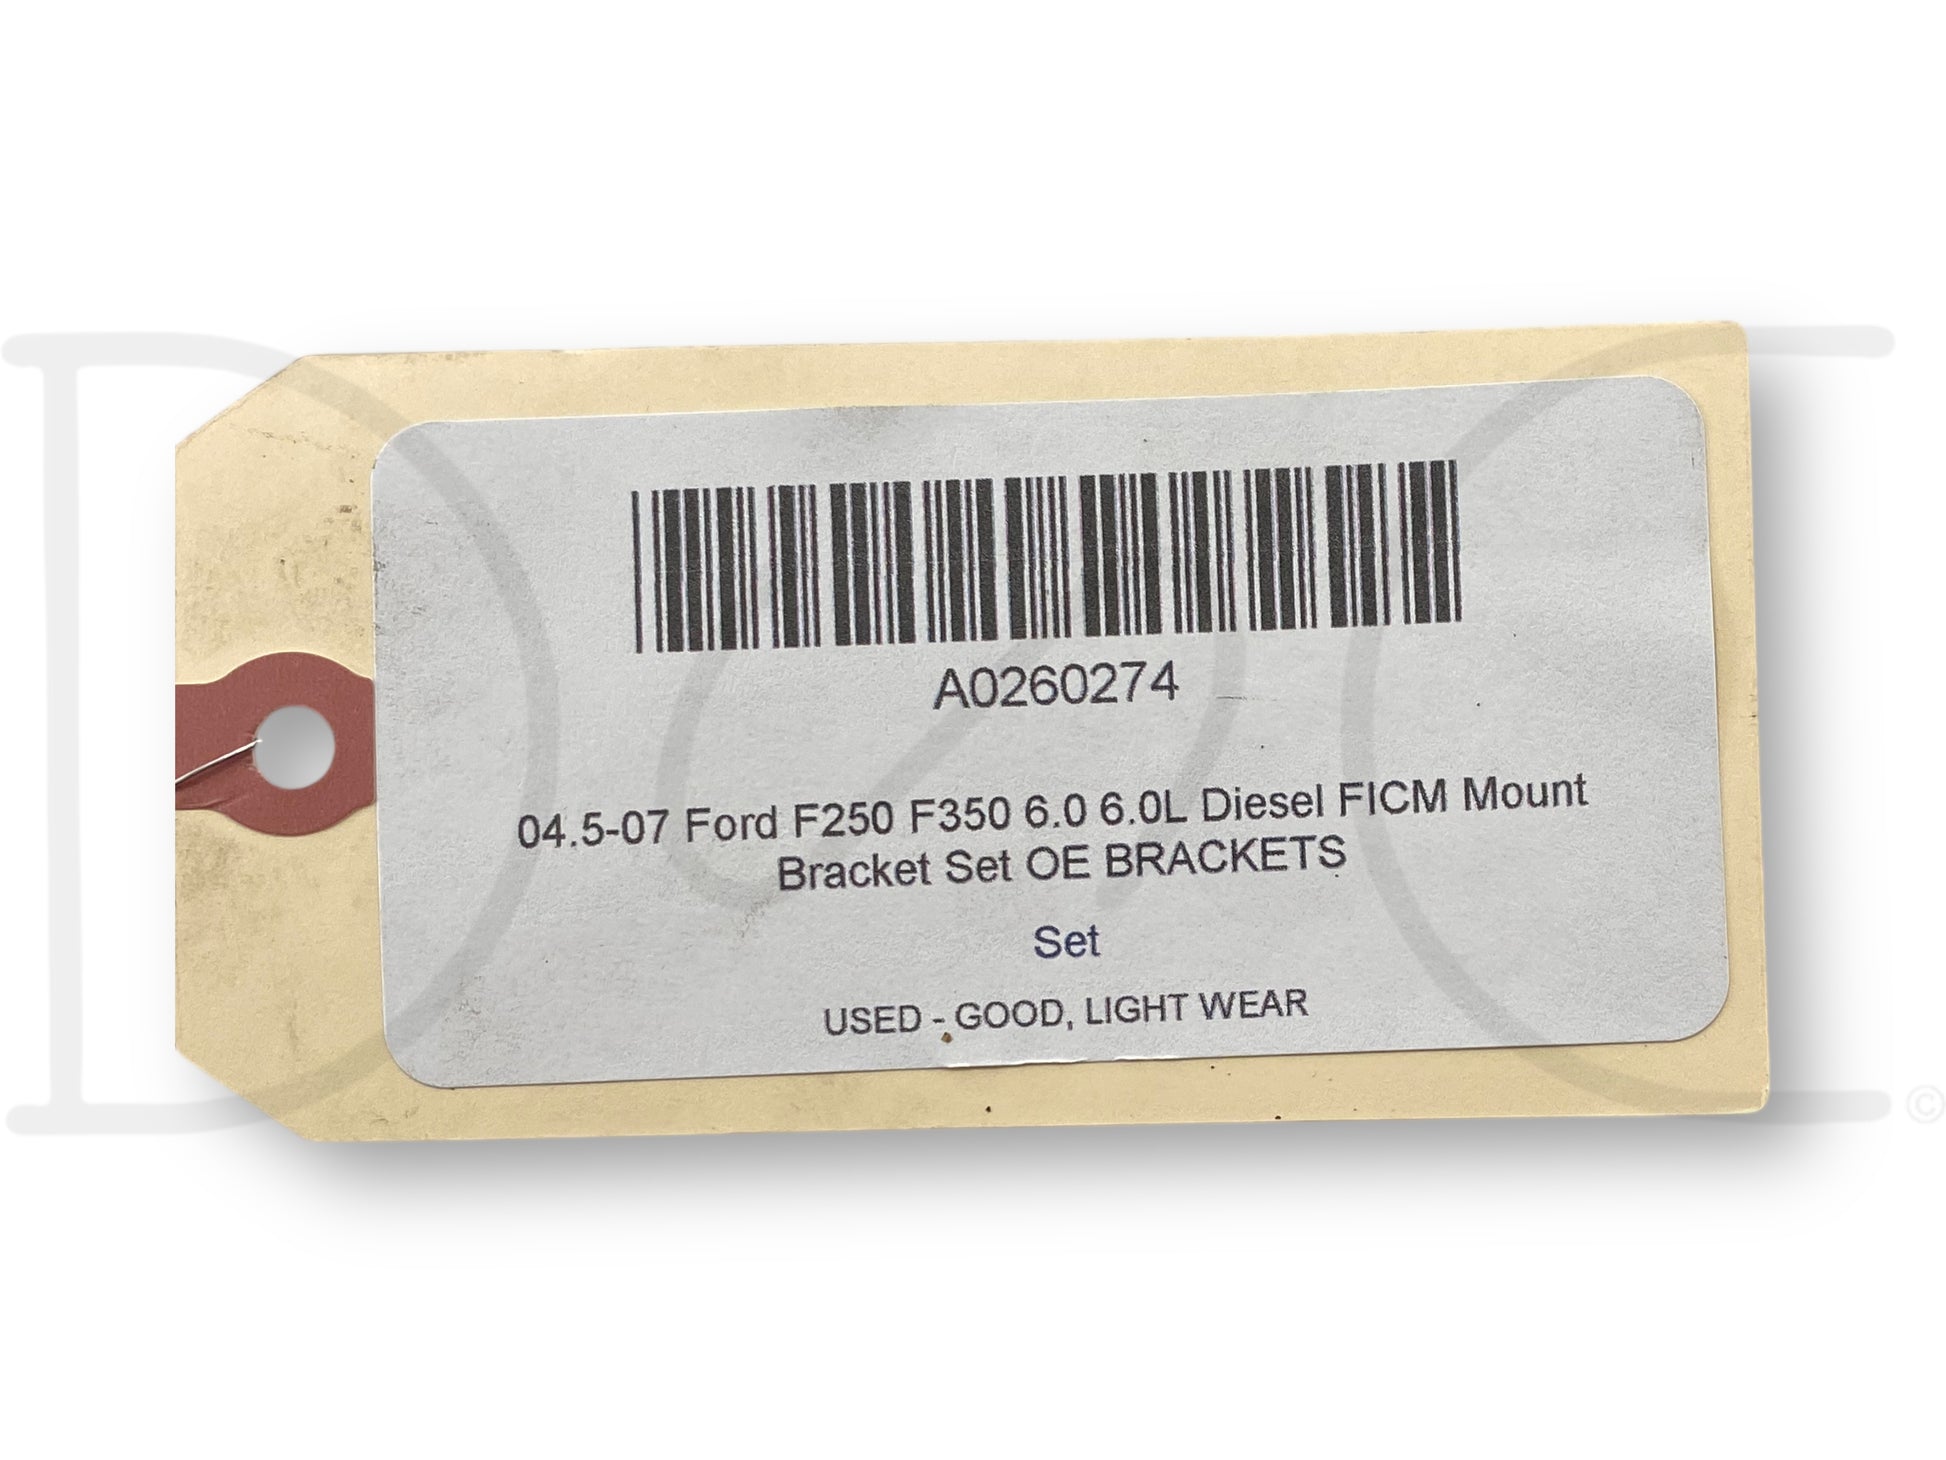 A0260274
04.5-07 Ford F250 F350 6.0 6.0L Diesel FICM Mount
Bracket Set OE BRACKETS
Set
USED - GOOD, LIGHT WEAR
©